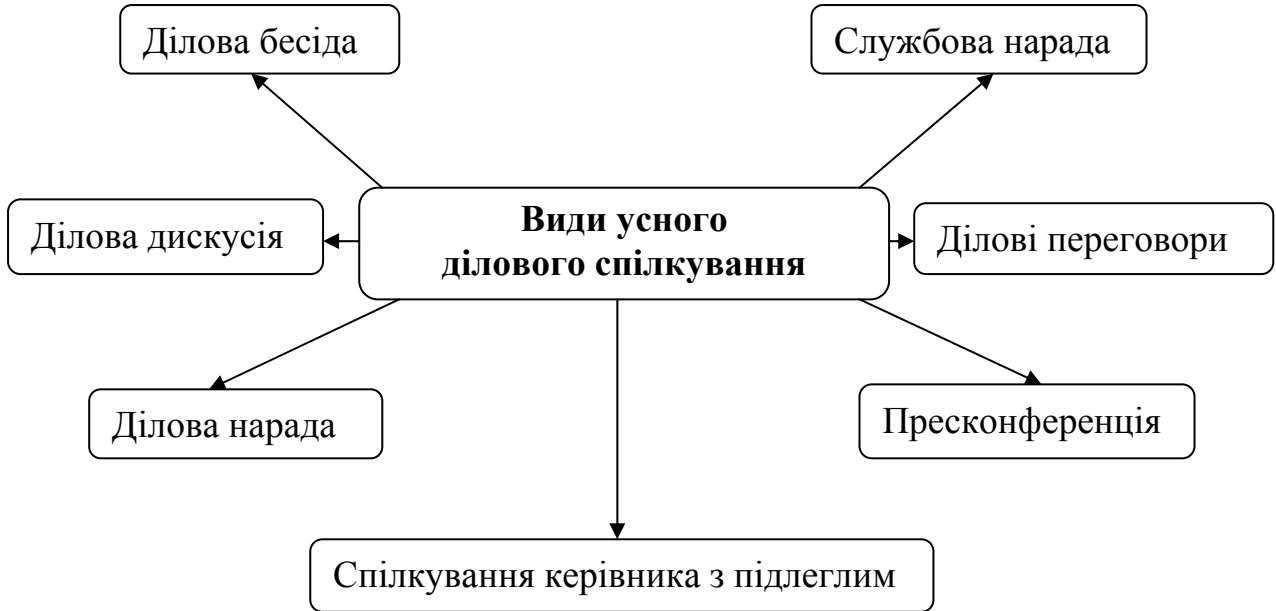 Ділова бесіда
Службова нарада
Ділова дискусія
Види усного
ділового спілкування
Ділові переговори
Ділова нарада
Пресконференція
Спілкування керівника з підлеглим